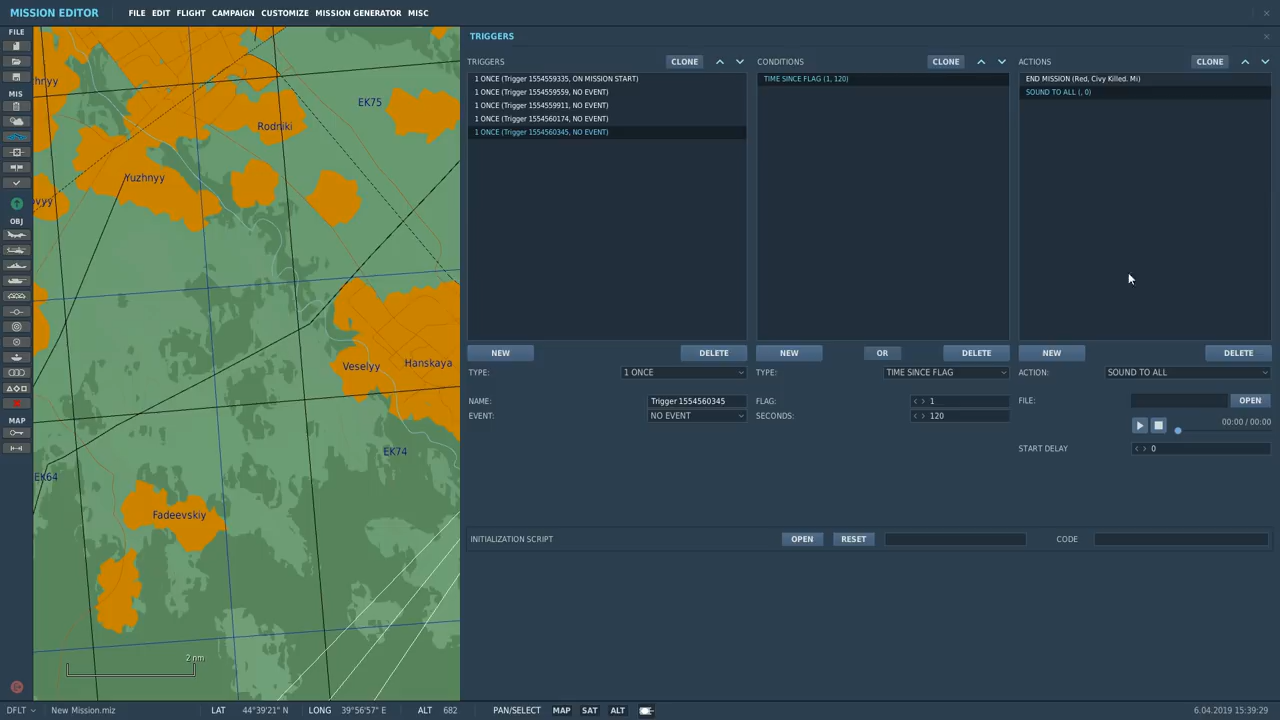 MISSION EDITOR
FILE EDIT FLIGHT CAMPAIGN CUSTOMIZE MISSION GENERATOR MISC
FILE
MIS
OBJ
MAP
hnyy
EK75
Rodniki
Yuzhnyy
ovyy
Veselyy
Hanskaya
EK74
EK64
Fadeevskiy
2 nm
TRIGGERS
TRIGGERS
CLONE
1 ONCE (Trigger 1554559335, ON MISSION START)
1 ONCE (Trigger 1554559559, NO EVENT)
1 ONCE (Trigger 1554559911, NO EVENT)
1 ONCE (Trigger 1554560174, NO EVENT)
1 ONCE (Trigger 1554560345, NO EVENT)
NEW DELETE
TYPE: 1 ONCE
NAME: Trigger 1554560345
EVENT: NO EVENT
CONDITIONS
CLONE
TIME SINCE FLAG (1, 120)
NEW OR DELETE
TYPE: TIME SINCE FLAG
FLAG: 1
SECONDS: 120
ACTIONS
CLONE
END MISSION (Red, Civy Killed. Mi)
SOUND TO ALL (, 0)
NEW DELETE
ACTION: SOUND TO ALL
FILE: OPEN
00:00 / 00:00
START DELAY 0
INITIALIZATION SCRIPT OPEN RESET CODE
DFLT New Mission.miz LAT 44°39'21" N LONG 39°56'57" E ALT 682 PAN/SELECT MAP SAT ALT 6.04.2019 15:39:29